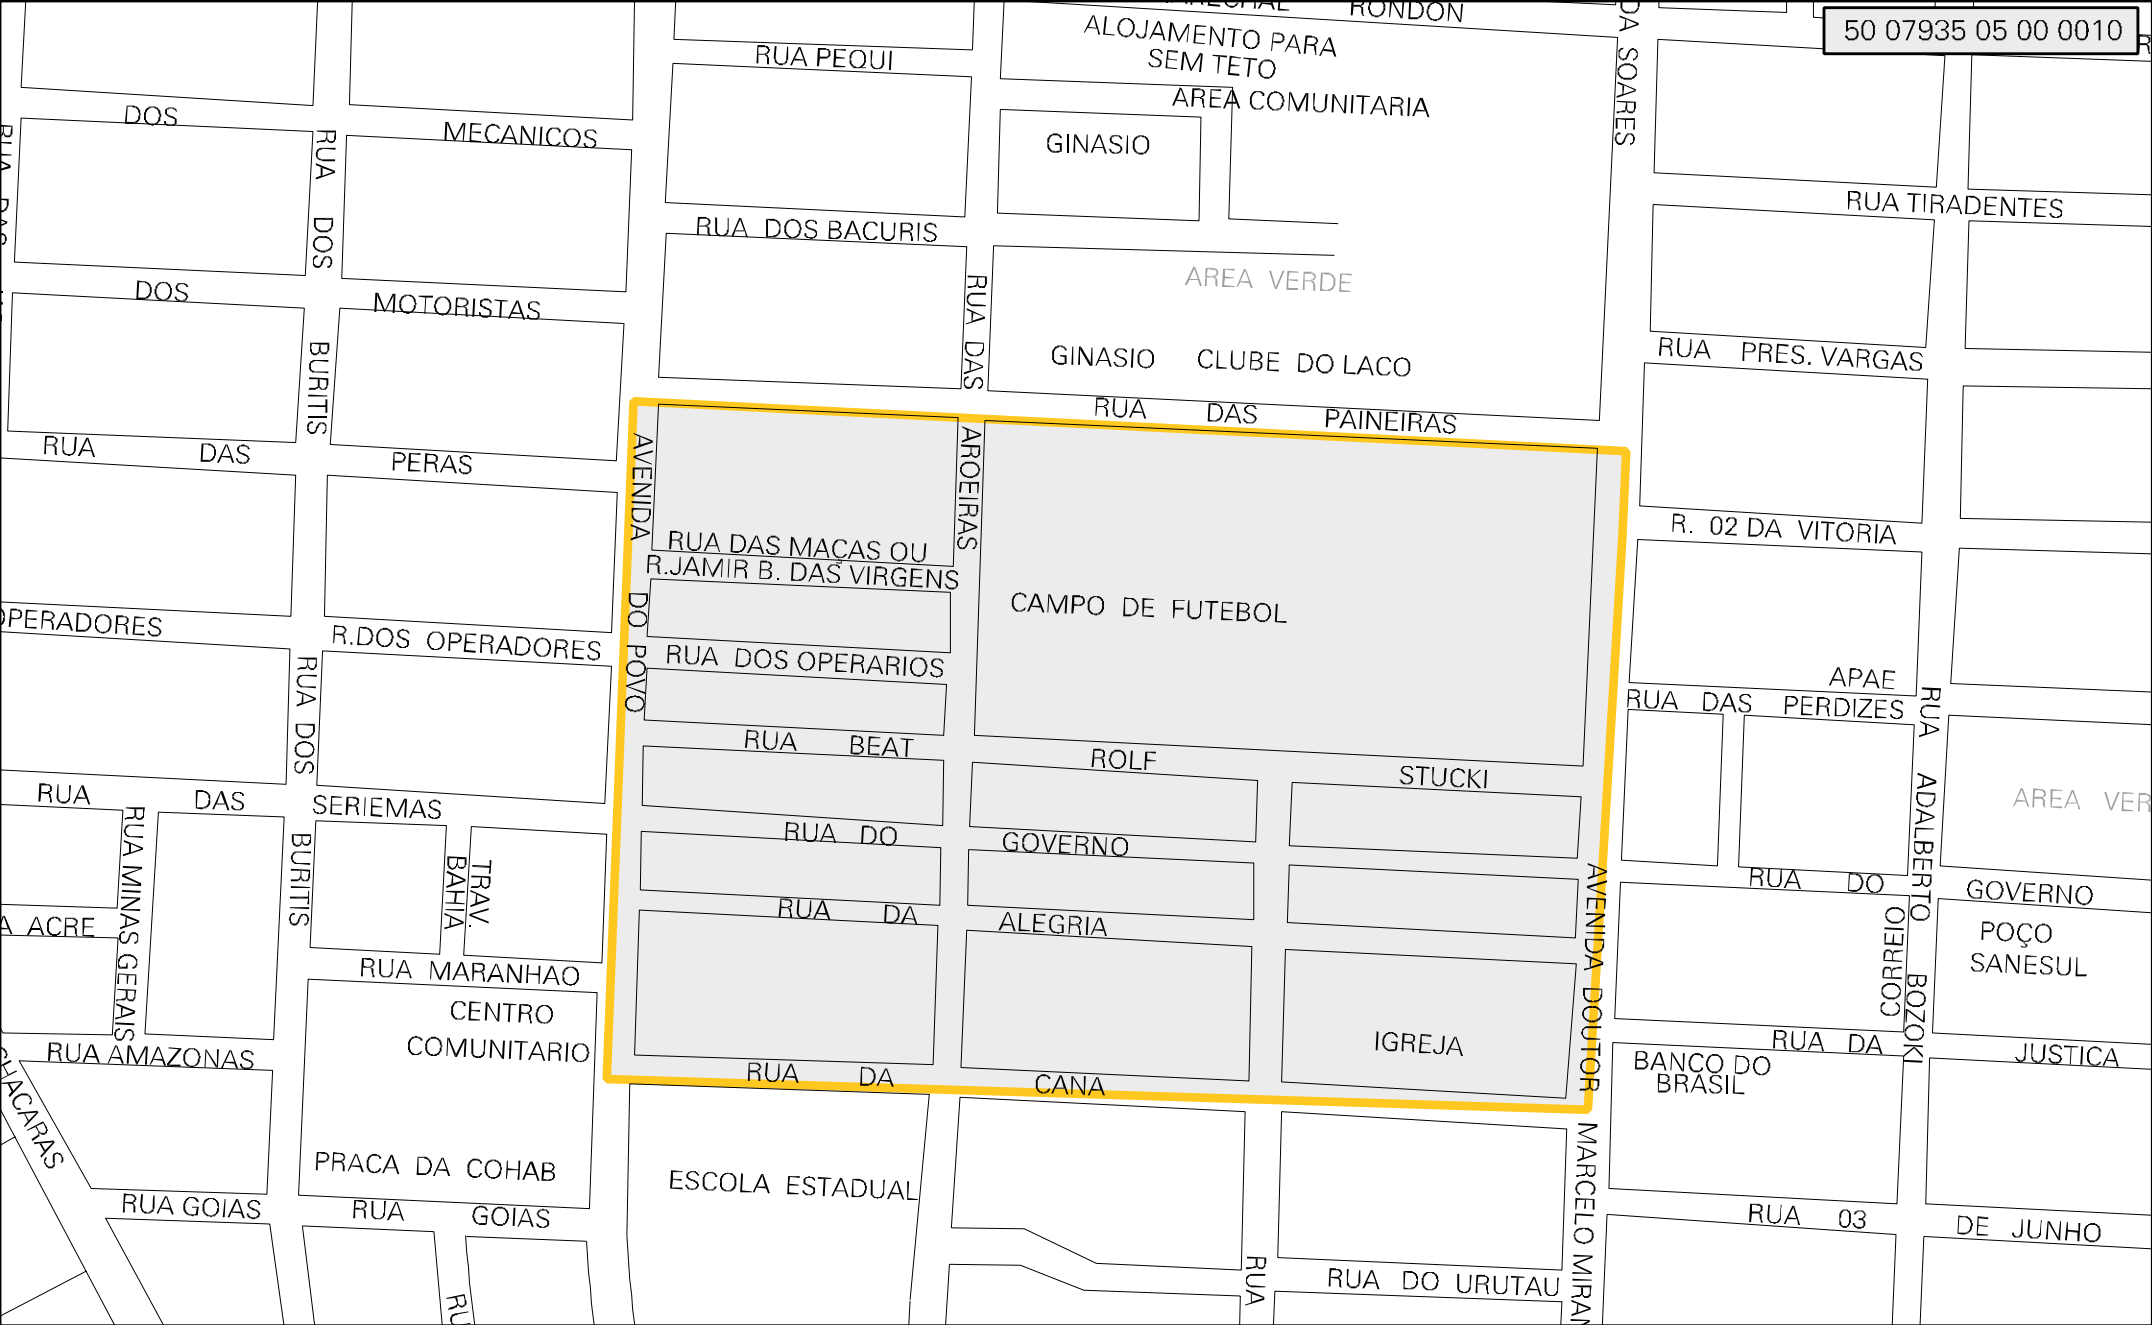 RONDON
50 07935 05 00 0010
ALOJAMENTO PARA
SEM TETO
RUA PEQUI
DA SOARES
AREA COMUNITARIA
DOS MECANICOS
GINASIO
RUA DOS BURITIS
RUA TIRADENTES
RUA DOS BACURIS
AREA VERDE
DOS MOTORISTAS
RUA DAS AROEIRAS
GINASIO
CLUBE DO LACO
RUA PRES. VARGAS
RUA DAS PAINEIRAS
RUA DAS PERAS
AVENIDA DO POVO
R. 02 DA VITORIA
RUA DAS MAÇAS OU
R.JAMIR B. DAS VIRGENS
CAMPO DE FUTEBOL
OPERADORES
R.DOS OPERADORES
RUA DOS OPERARIOS
APAE
RUA DAS PERDIZES
RUA DOS BURITIS
RUA BEAT ROLF STUCKI
RUA ADALBERTO BOZOKI
RUA DAS SERIEMAS
AREA VER
RUA MINAS GERAIS
TRAV.
BAHIA
RUA DO GOVERNO
AVENIDA DOUTOR MARCELO MIRAN
RUA DO GOVERNO
A ACRE
RUA DA ALEGRIA
CORREIO
POÇO
SANESUL
RUA MARANHAO
CENTRO
COMUNITARIO
IGREJA
RUA DA JUSTICA
RUA AMAZONAS
BANCO DO
BRASIL
RUA DA CANA
CHACARAS
PRACA DA COHAB
ESCOLA ESTADUAL
RUA GOIAS
RUA GOIAS
RUA 03 DE JUNHO
RUA
RUA DO URUTAU
RU